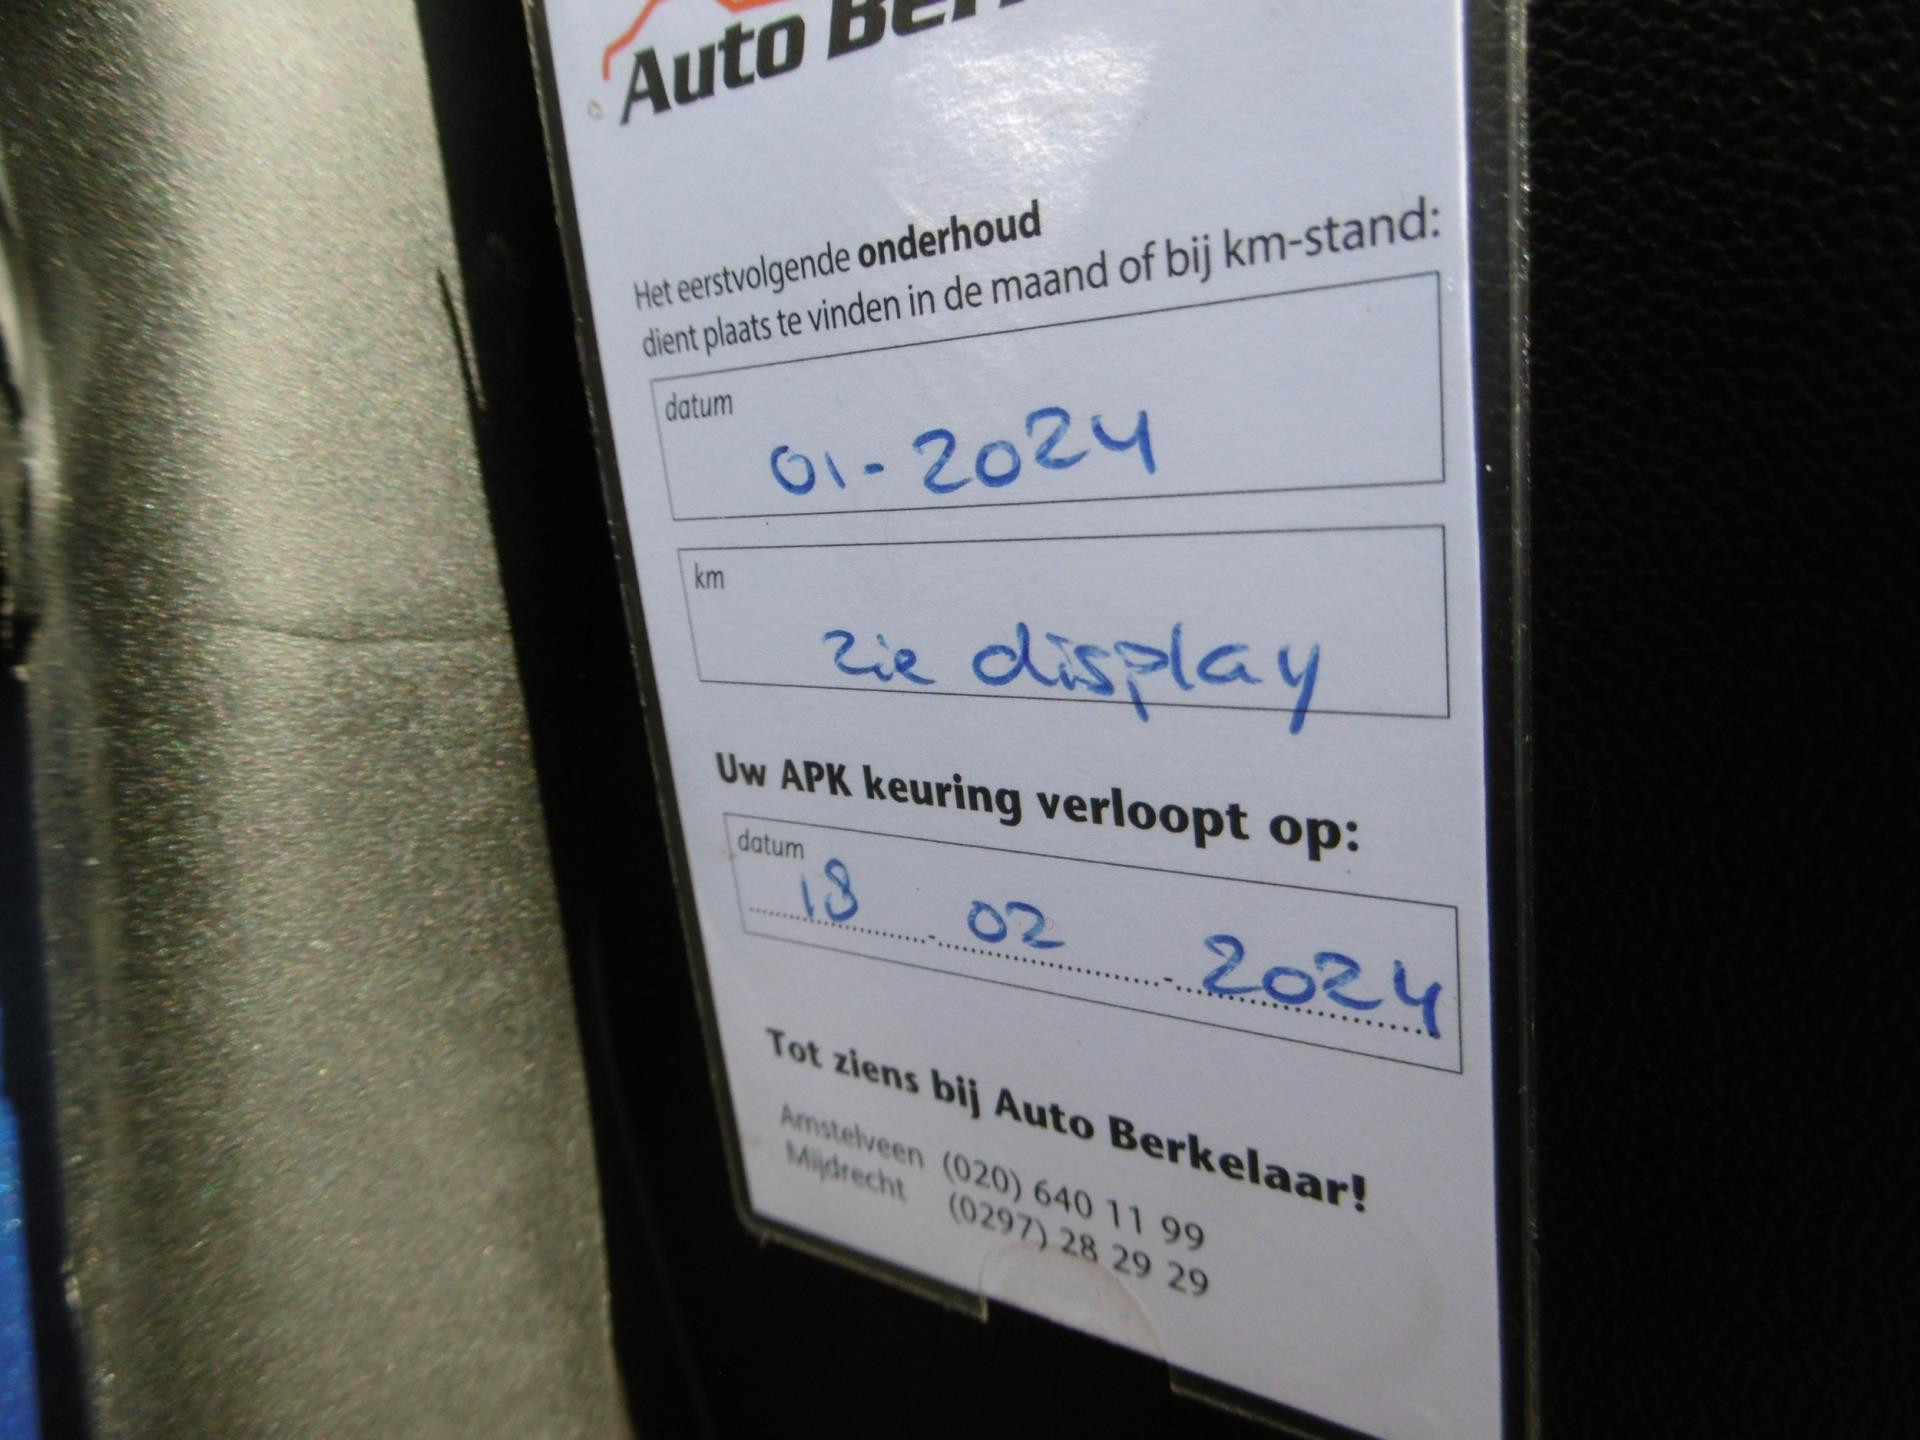 Auto Ber
Het eerstvolgende onderhoud
dient plaats te vinden in de maand of bij km-stand:
datum
01-2024
km
zie display
Uw APK keuring verloopt op:
datum
18 - 02 - 2024
Tot ziens bij Auto Berkelaar!
Amstelveen (020) 640 11 99
Mijdrecht (0297) 28 29 29